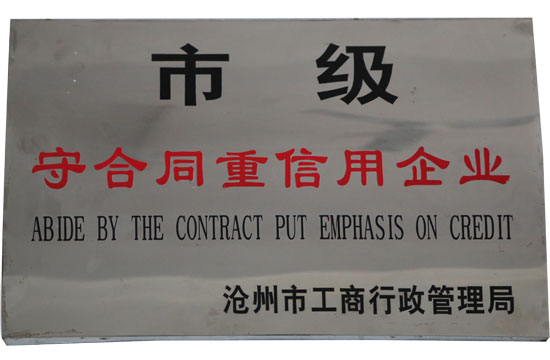 市级
守合同重信用企业
ABIDE BY THE CONTRACT PUT EMPHASIS ON CREDIT
沧州市工商行政管理局